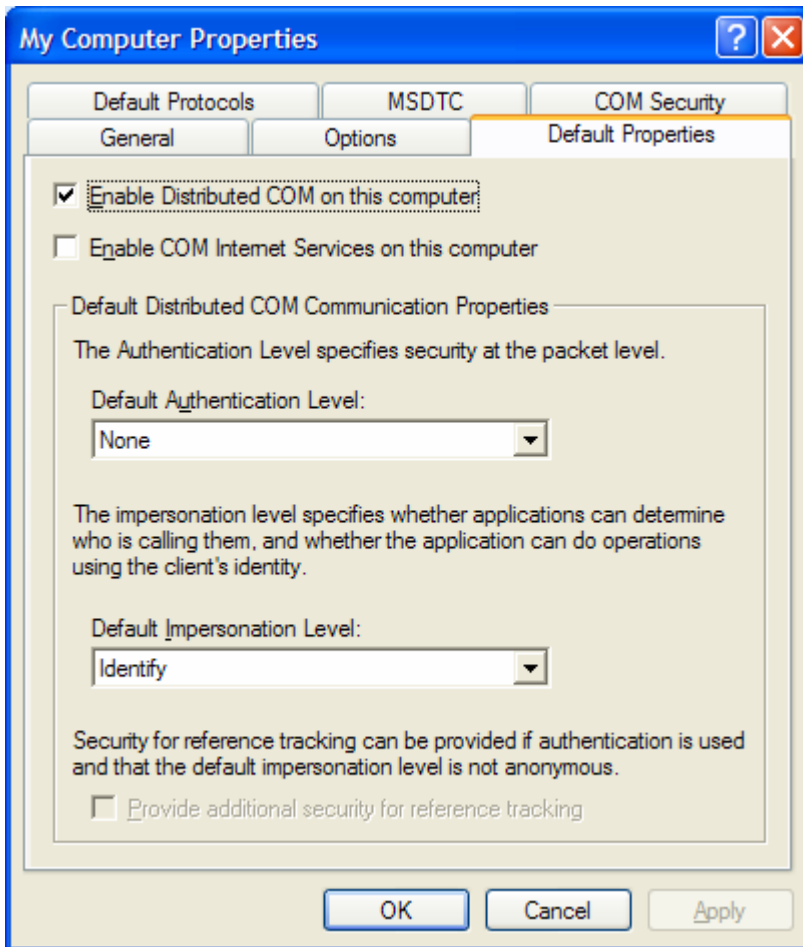 My Computer Properties
Default Protocols
MSDTC
COM Security
General
Options
Default Properties
Enable Distributed COM on this computer
Enable COM Internet Services on this computer
Default Distributed COM Communication Properties
The Authentication Level specifies security at the packet level.
Default Authentication Level:
None
The impersonation level specifies whether applications can determine
who is calling them, and whether the application can do operations
using the client's identity.
Default Impersonation Level:
Identify
Security for reference tracking can be provided if authentication is used
and that the default impersonation level is not anonymous.
Provide additional security for reference tracking
OK
Cancel
Apply